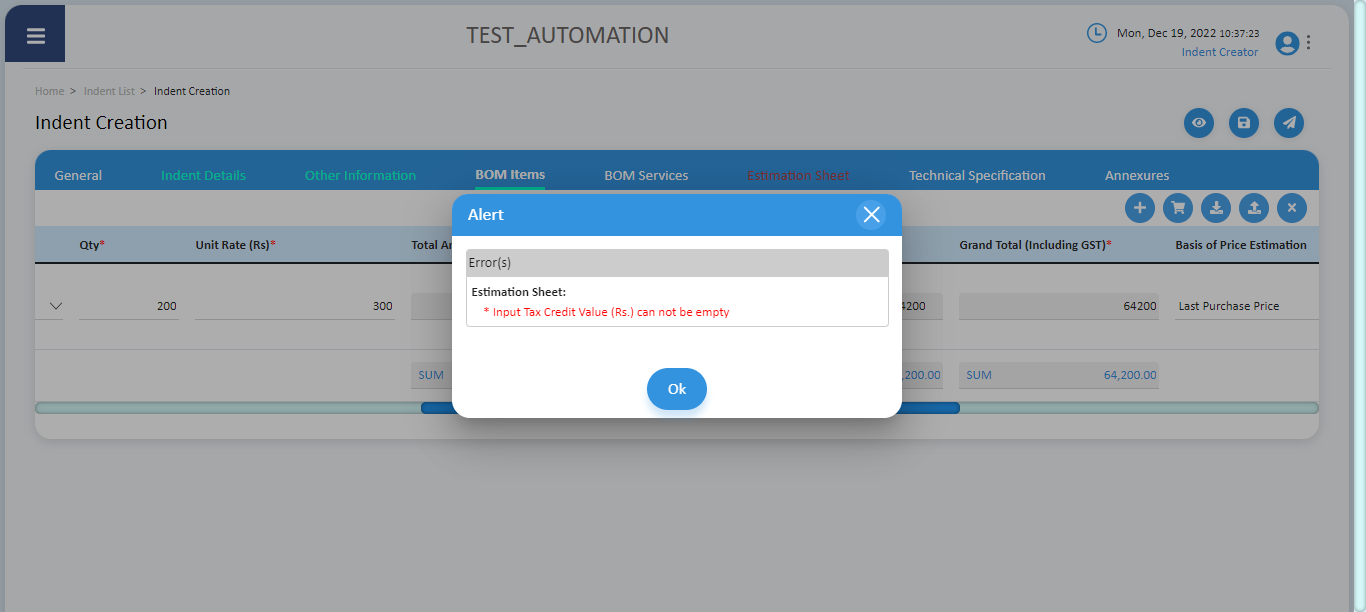 TEST_AUTOMATION
Mon, Dec 19, 2022 10:37:23
Indent Creator
Home > Indent List > Indent Creation
Indent Creation
General Indent Details Other Information BOM Items BOM Services Estimation Sheet Technical Specification Annexures
Alert
Qty* Unit Rate (Rs)* Total Grand Total (Including GST)* Basis of Price Estimation
Error(s)
Estimation Sheet:
* Input Tax Credit Value (Rs.) can not be empty
200 300 4200 64200 Last Purchase Price
SUM ,200.00 SUM 64,200.00
Ok